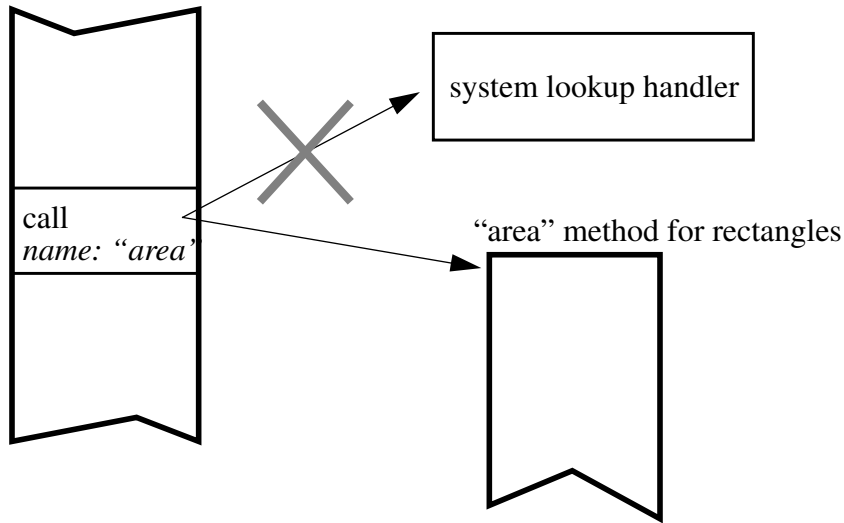 system lookup handler
call
name: “area”
“area” method for rectangles